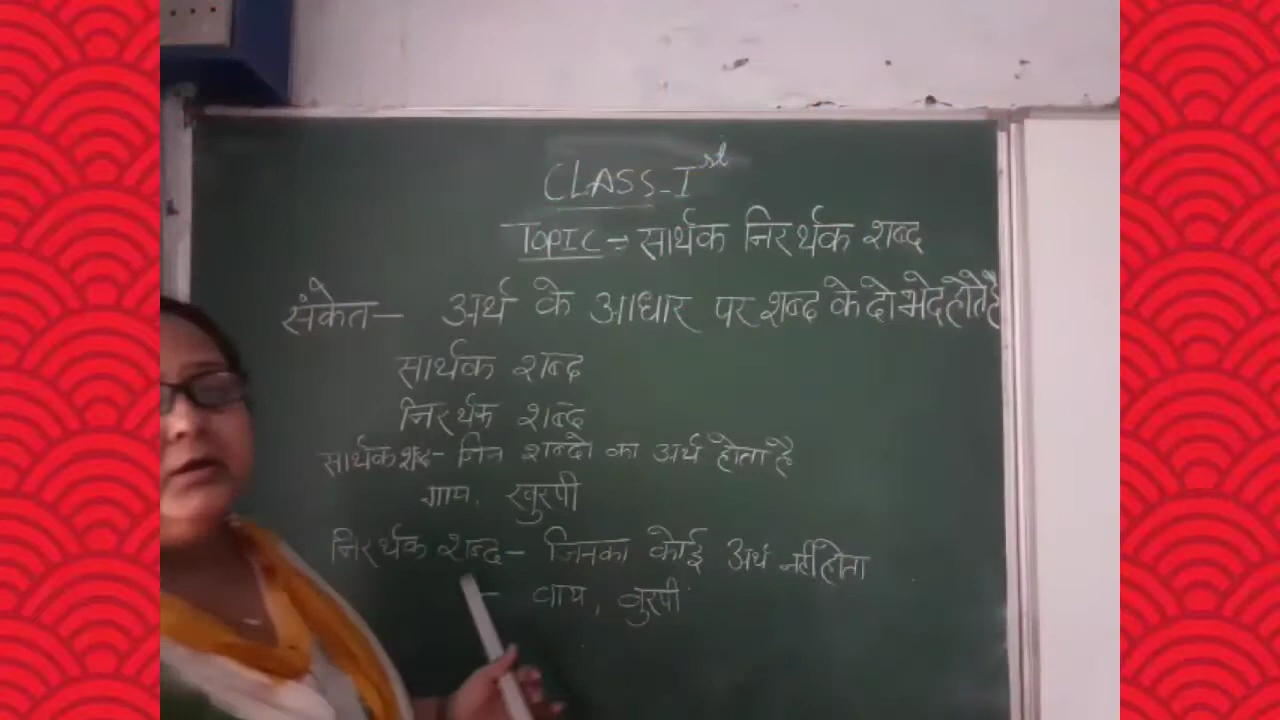 CLASS-Ist
TOPIC = सार्थक निरर्थक शब्द
संकेत - अर्थ के आधार पर शब्द के दो भेद होते है
सार्थक शब्द
निरर्थक शब्द
सार्थक शब्द - जिन शब्दो का अर्थ होता है
गाय, खुरपी
निरर्थक शब्द - जिनका कोई अर्थ नहीं होता
- वाय, वुरपी